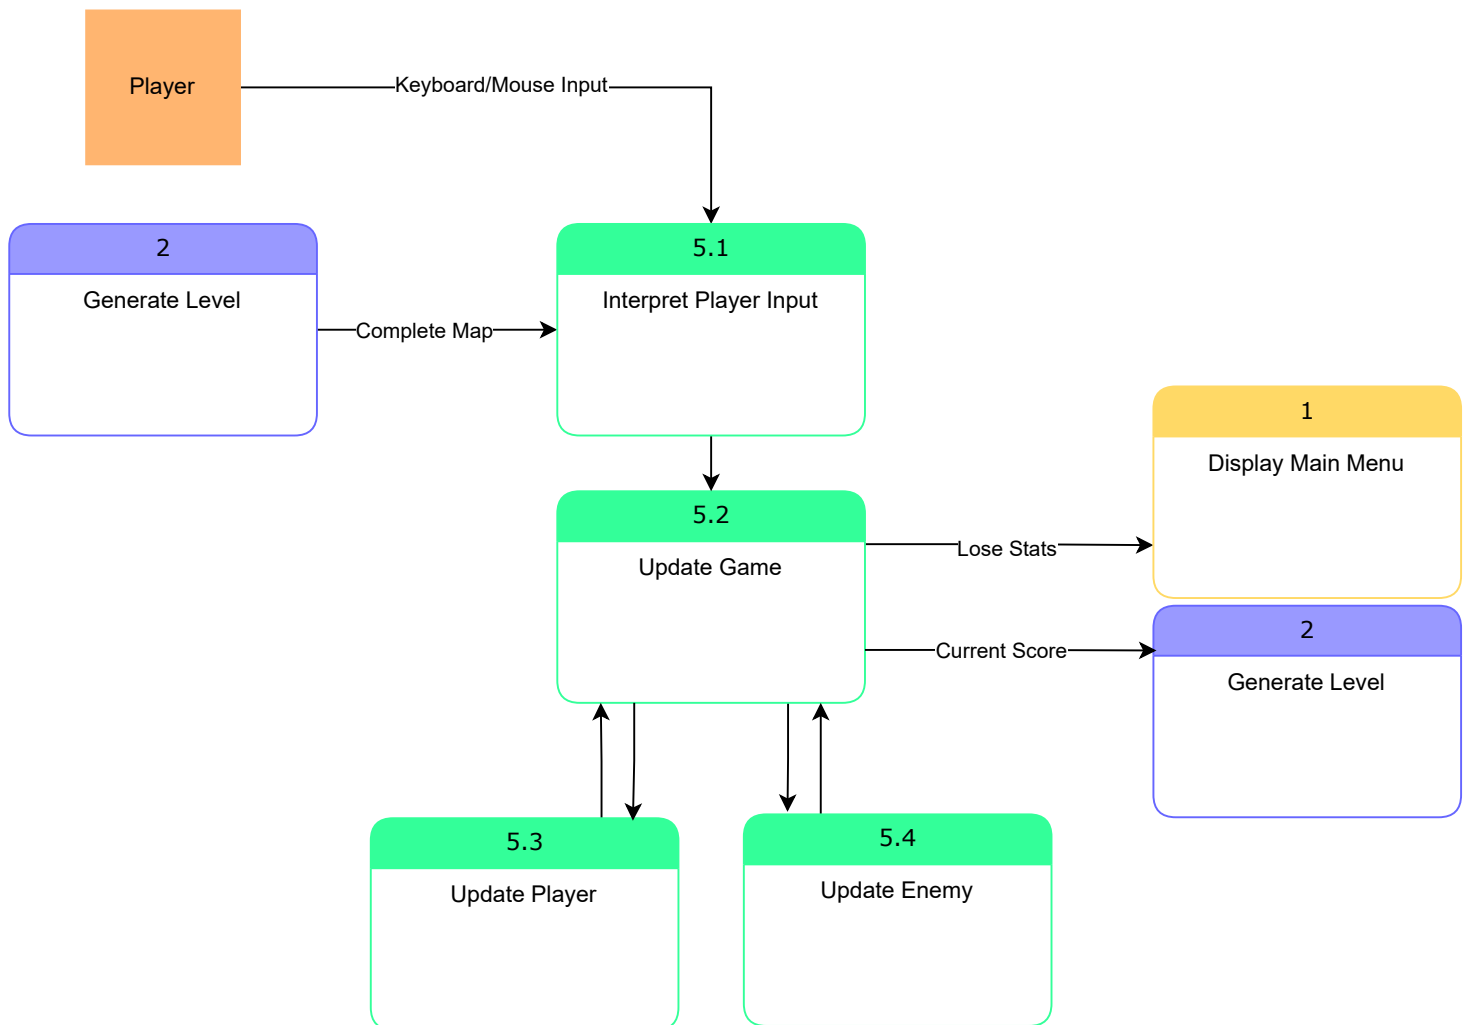 Player
Keyboard/Mouse Input
2
Generate Level
Complete Map
5.1
Interpret Player Input
5.2
Update Game
Lose Stats
1
Display Main Menu
Current Score
2
Generate Level
5.3
Update Player
5.4
Update Enemy